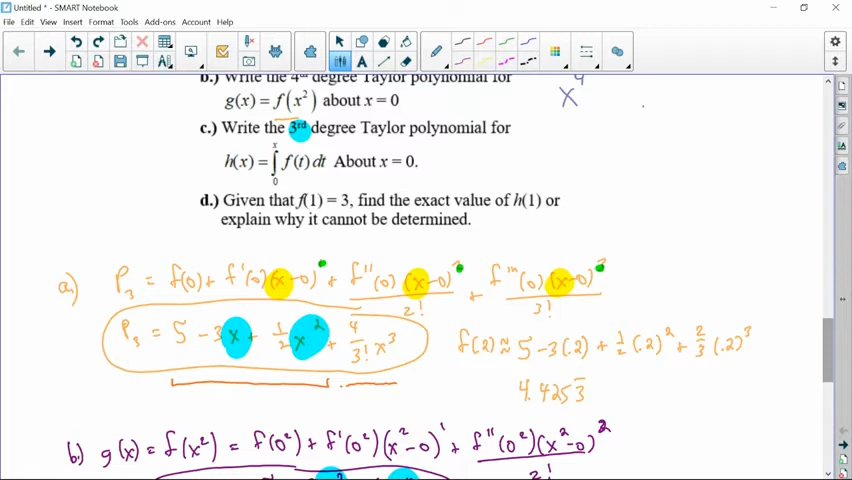 Untitled * - SMART Notebook
File Edit View Insert Format Tools Add-ons Account Help
b.) Write the 4th degree Taylor polynomial for
g(x) = f(x²) about x = 0
x⁴
c.) Write the 3rd degree Taylor polynomial for
h(x) = ∫₀ˣ f(t) dt About x = 0.
d.) Given that f(1) = 3, find the exact value of h(1) or
explain why it cannot be determined.
a.) P₃ = f(0) + f'(0)(x-0) + f''(0)(x-0)²/2! + f'''(0)(x-0)³/3!
P₃ = 5 - 3x + 1/2 x² + 4/3! x³
f(.2) ≈ 5 - 3(.2) + 1/2 (.2)² + 2/3 (.2)³
4.4253̅
b.) g(x) = f(x²) = f(0²) + f'(0²)(x²-0)¹ + f''(0²)(x²-0)²/2!